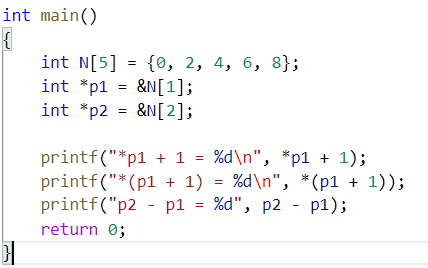 int main()
{
    int N[5] = {0, 2, 4, 6, 8};
    int *p1 = &N[1];
    int *p2 = &N[2];

    printf("*p1 + 1 = %d\n", *p1 + 1);
    printf("*(p1 + 1) = %d\n", *(p1 + 1));
    printf("p2 - p1 = %d", p2 - p1);
    return 0;
}